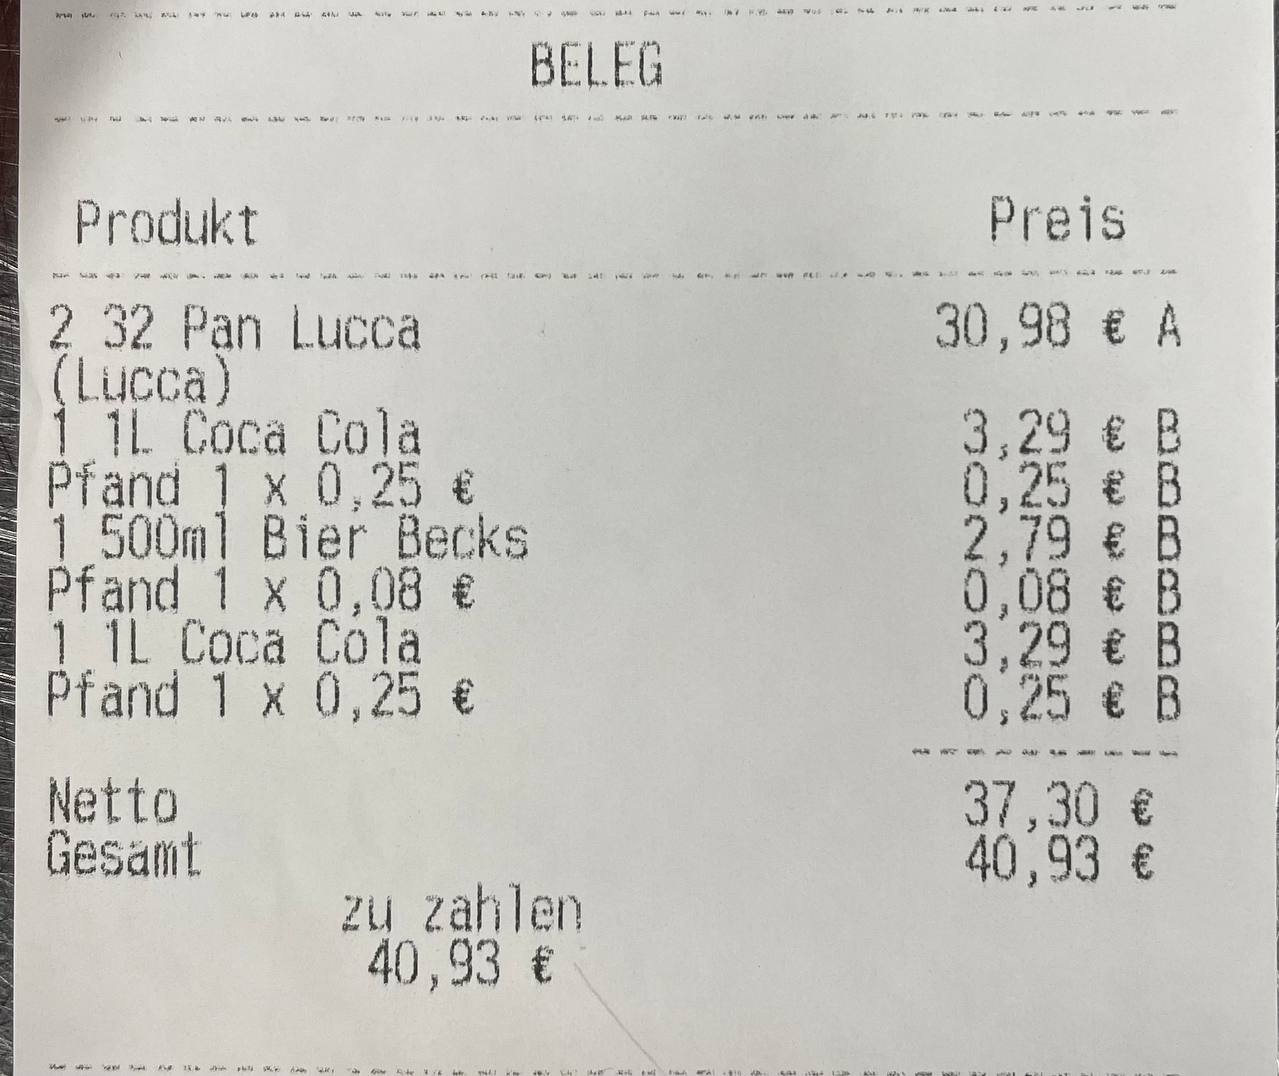 BELEG
Produkt Preis
2 32 Pan Lucca 30,98 € A
(Lucca)
1 1L Coca Cola 3,29 € B
Pfand 1 x 0,25 € 0,25 € B
1 500ml Bier Becks 2,79 € B
Pfand 1 x 0,08 € 0,08 € B
1 1L Coca Cola 3,29 € B
Pfand 1 x 0,25 € 0,25 € B
Netto 37,30 €
Gesamt 40,93 €
zu zahlen
40,93 €